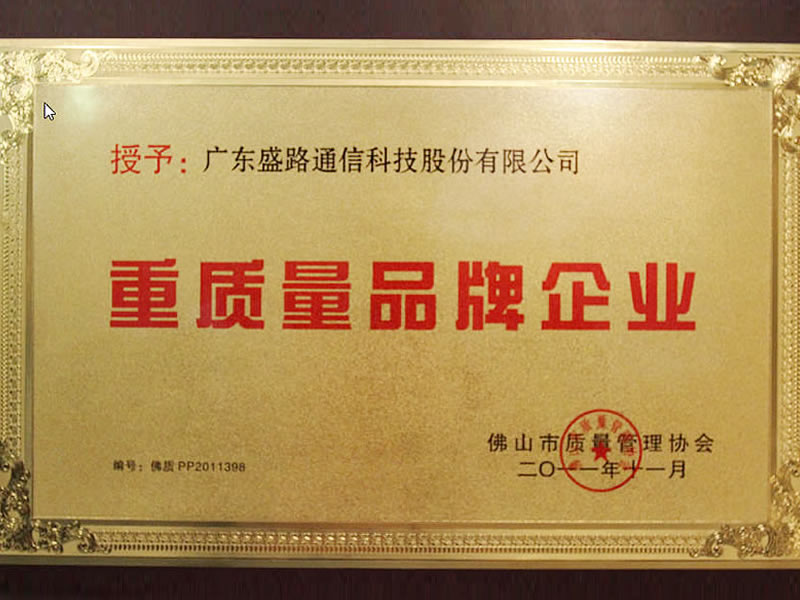 授予：广东盛路通信科技股份有限公司
重质量品牌企业
佛山市质量管理协会
编号：佛质 PP2011398
二〇一一年十一月